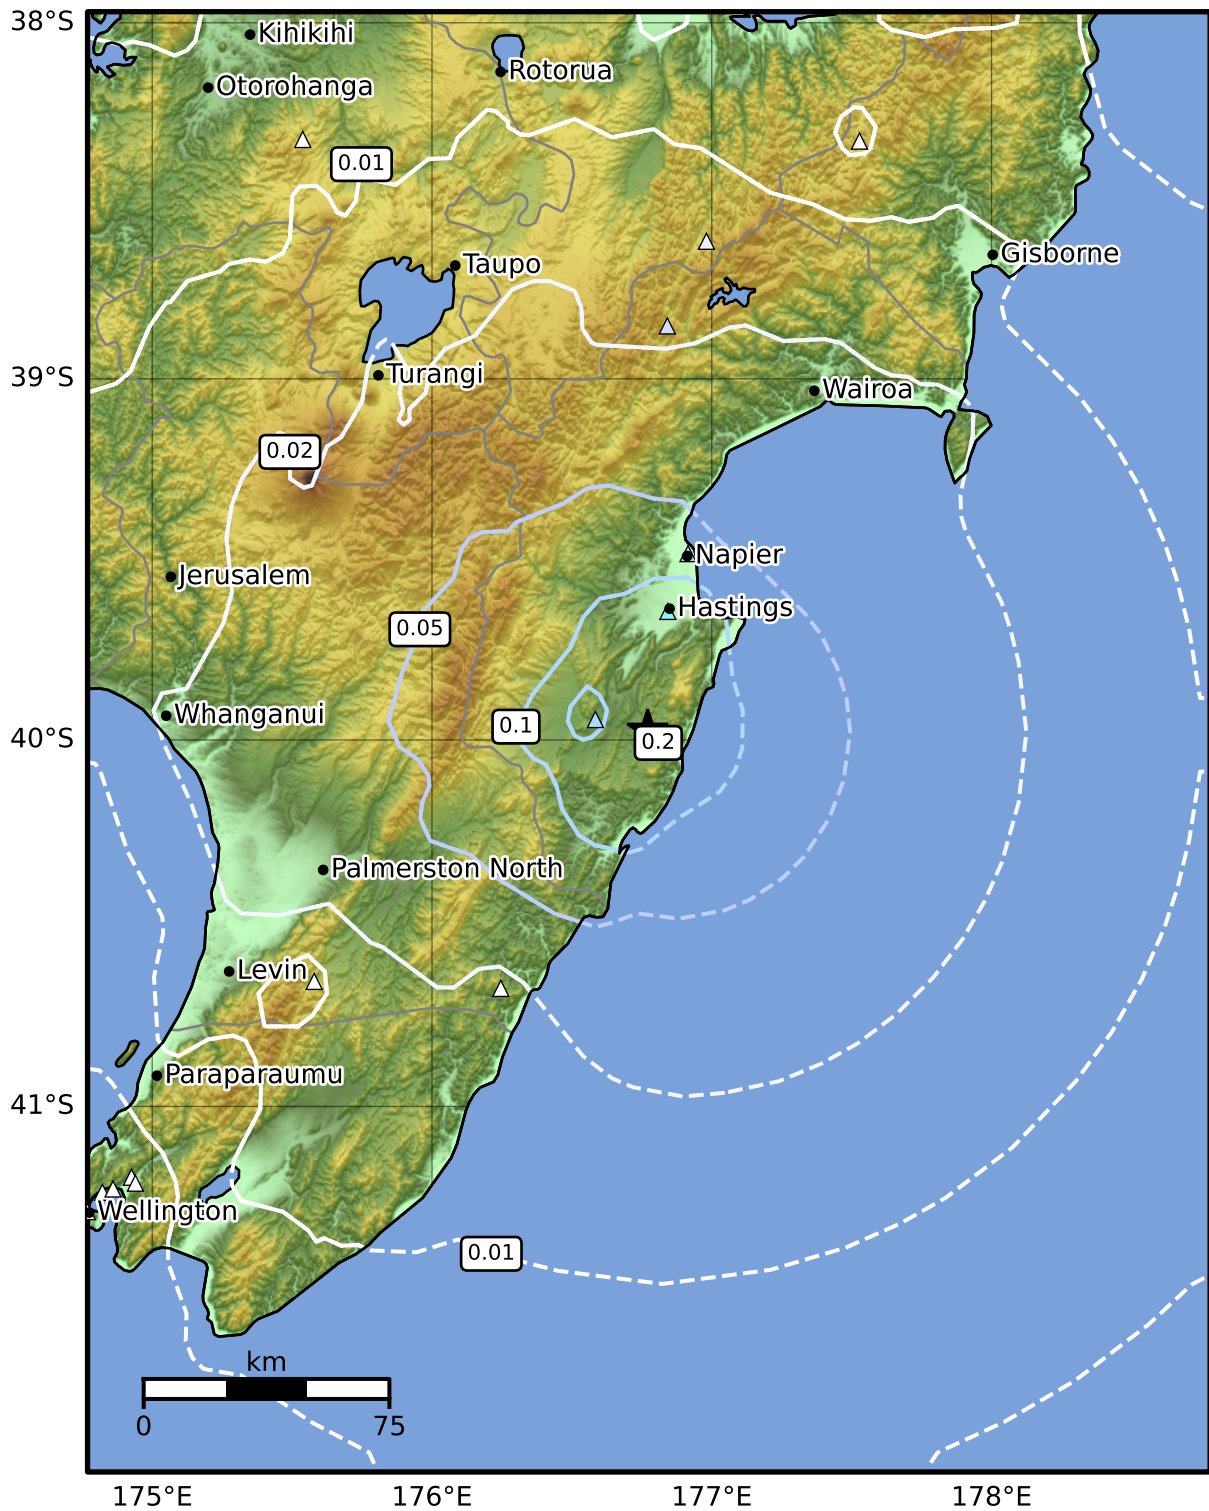 38°S
Kihikihi
Rotorua
Otorohanga
0.01
Gisborne
Taupo
39°S
Turangi
Wairoa
0.02
Napier
Jerusalem
Hastings
0.05
Whanganui
0.1
40°S
0.2
Palmerston North
Levin
Paraparaumu
41°S
Wellington
0.01
km
0 75
175°E 176°E 177°E 178°E